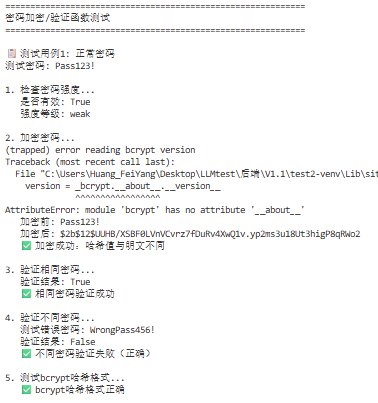 ============================================================
密码加密/验证函数测试
============================================================
📋 测试用例1: 正常密码
测试密码: Pass123!
1. 检查密码强度...
是否有效: True
强度等级: weak
2. 加密密码...
(trapped) error reading bcrypt version
Traceback (most recent call last):
File "C:\Users\Huang_FeiYang\Desktop\LLMtest\后端\V1.1\test2-venv\Lib\sit
version = _bcrypt.__about__.__version__
^^^^^^^^^^^^^^^^^
AttributeError: module 'bcrypt' has no attribute '__about__'
加密前: Pass123!
加密后: $2b$12$UUHB/XSBF0LVnVCvrz7fDuRv4XwQ1v.yp2ms3u18Ut3higP8qRWo2
✅ 加密成功：哈希值与明文不同
3. 验证相同密码...
验证结果: True
✅ 相同密码验证成功
4. 验证不同密码...
测试错误密码: WrongPass456!
验证结果: False
✅ 不同密码验证失败（正确）
5. 测试bcrypt哈希格式...
✅ bcrypt哈希格式正确